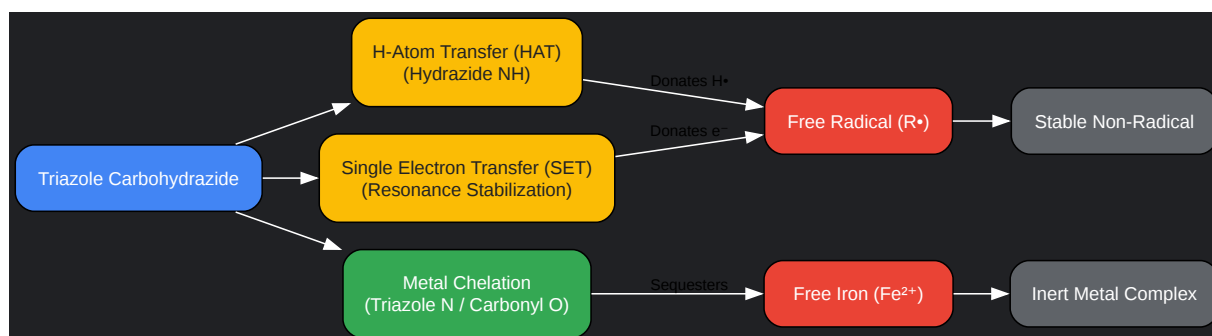 H-Atom Transfer (HAT)
(Hydrazide NH)
Donates H•
Free Radical (R•)
Stable Non-Radical
Donates e⁻
Triazole Carbohydrazide
Single Electron Transfer (SET)
(Resonance Stabilization)
Metal Chelation
(Triazole N / Carbonyl O)
Sequesters
Free Iron (Fe²⁺)
Inert Metal Complex